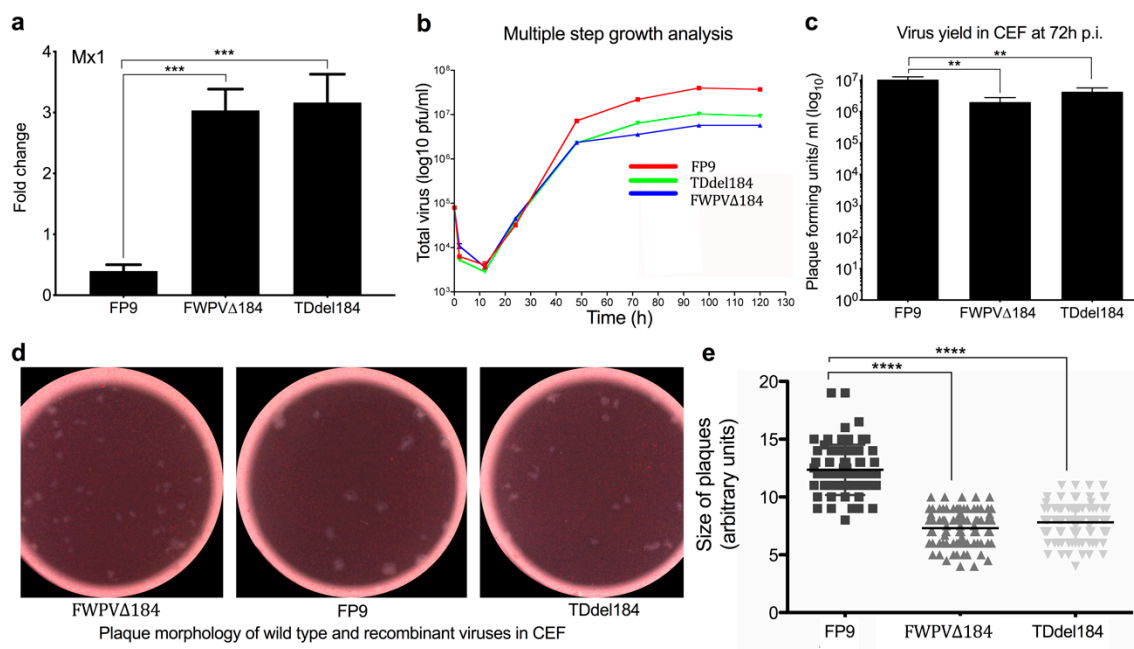 a
Mx1
***
***
Fold change
4
3
2
1
0
FP9
FWPVΔ184
TDdel184
b
Multiple step growth analysis
Total virus (log10 pfu/ml)
10⁸
10⁷
10⁶
10⁵
10⁴
10³
FP9
TDdel184
FWPVΔ184
0 10 20 30 40 50 60 70 80 90 100 110 120 130
Time (h)
c
Virus yield in CEF at 72h p.i.
**
**
Plaque forming units/ ml (log₁₀)
10⁷
10⁶
10⁵
10⁴
10³
10²
10¹
10⁰
FP9
FWPVΔ184
TDdel184
d
FWPVΔ184
FP9
TDdel184
Plaque morphology of wild type and recombinant viruses in CEF
e
****
****
Size of plaques
(arbitrary units)
20
15
10
5
0
FP9
FWPVΔ184
TDdel184